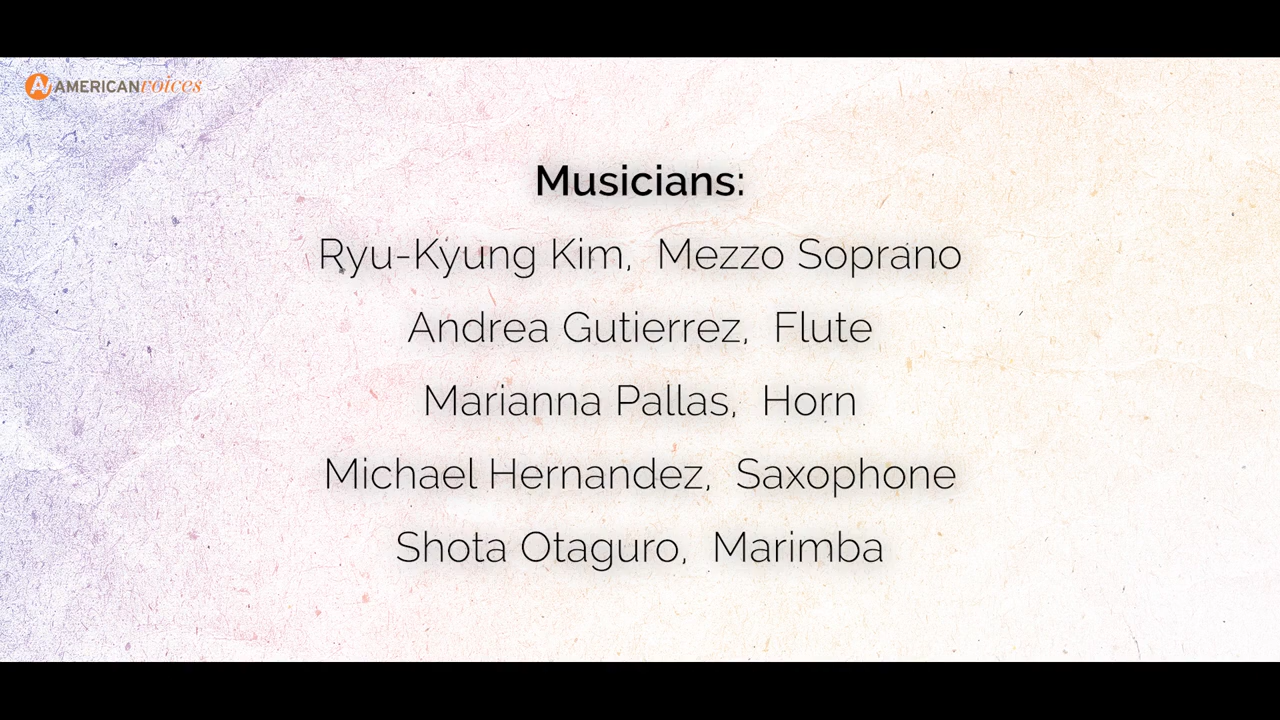 AMERICANvoices
Musicians:
Ryu-Kyung Kim, Mezzo Soprano
Andrea Gutierrez, Flute
Marianna Pallas, Horn
Michael Hernandez, Saxophone
Shota Otaguro, Marimba